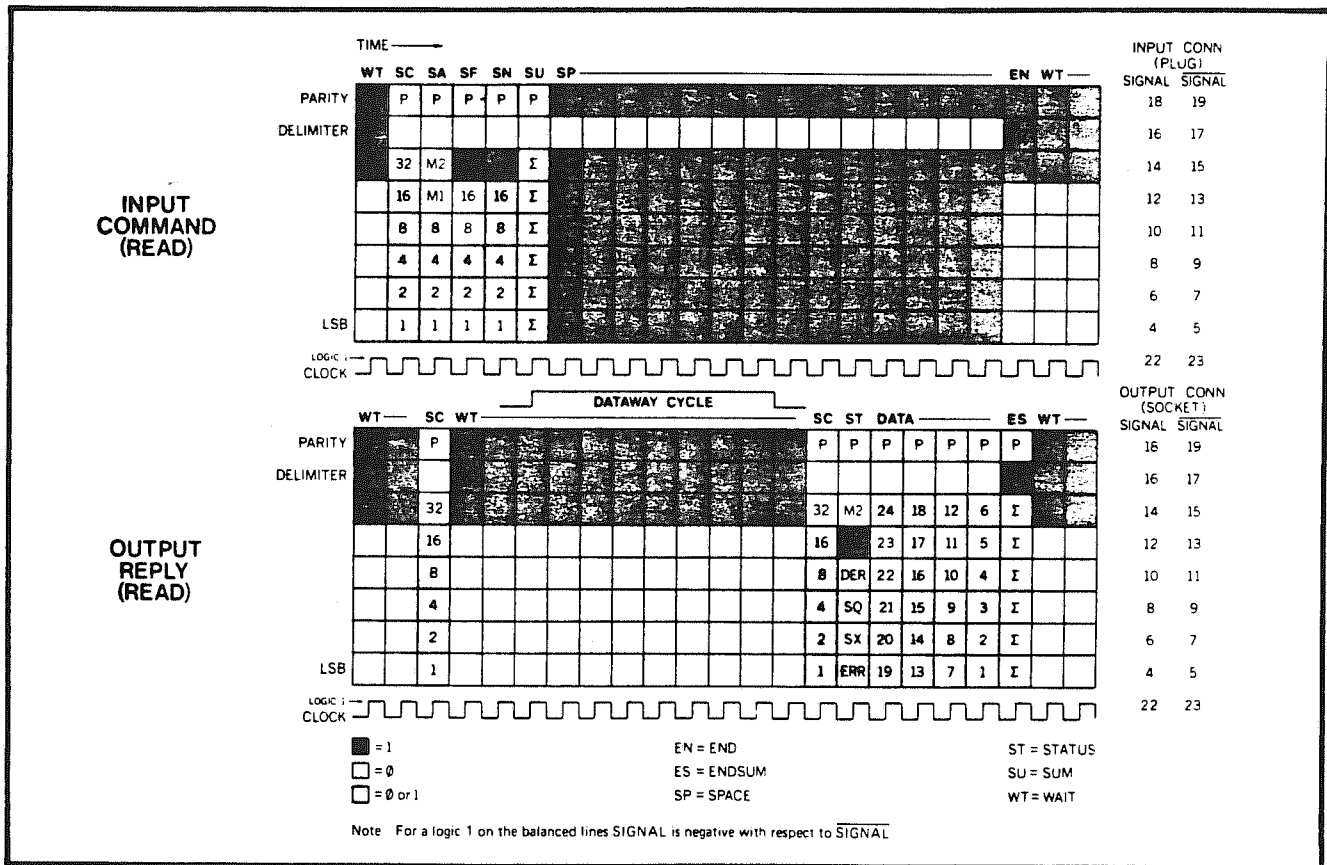 TIME
WT SC SA SF SN SU SP EN WT
INPUT CONN
(PLUG)
SIGNAL SIGNAL
PARITY P P P P P 18 19
DELIMITER 16 17
32 M2 Σ 14 15
16 M1 16 16 Σ 12 13
8 8 8 8 Σ 10 11
4 4 4 4 Σ 8 9
2 2 2 2 Σ 6 7
LSB 1 1 1 1 Σ 4 5
INPUT
COMMAND
(READ)
LOGIC 1
CLOCK 22 23
DATAWAY CYCLE
OUTPUT CONN
(SOCKET)
SIGNAL SIGNAL
WT SC WT SC ST DATA ES WT
PARITY P P P P P P P P 18 19
DELIMITER 16 17
32 32 M2 24 18 12 6 Σ 14 15
16 16 23 17 11 5 Σ 12 13
8 8 DER 22 16 10 4 Σ 10 11
4 4 SQ 21 15 9 3 Σ 8 9
2 2 SX 20 14 8 2 Σ 6 7
LSB 1 1 ERR 19 13 7 1 Σ 4 5
OUTPUT
REPLY
(READ)
LOGIC 1
CLOCK 22 23
= 1 EN = END ST = STATUS
= Ø ES = ENDSUM SU = SUM
= Ø or 1 SP = SPACE WT = WAIT
Note For a logic 1 on the balanced lines SIGNAL is negative with respect to SIGNAL